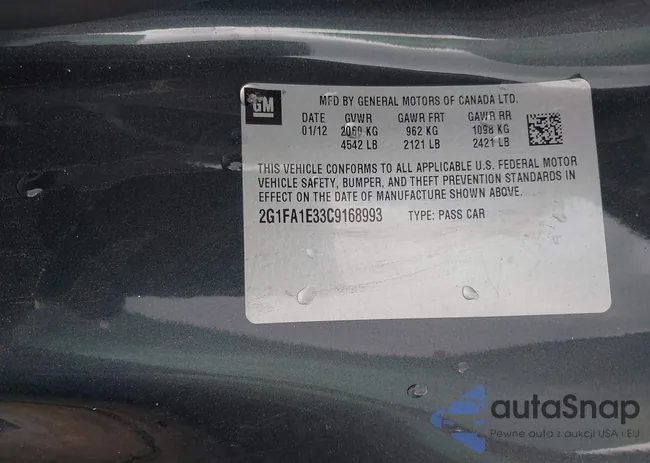 GM
MFD BY GENERAL MOTORS OF CANADA LTD.
DATE GVWR GAWR FRT GAWR RR
01/12 2060 KG 962 KG 1098 KG
4542 LB 2121 LB 2421 LB
THIS VEHICLE CONFORMS TO ALL APPLICABLE U.S. FEDERAL MOTOR
VEHICLE SAFETY, BUMPER, AND THEFT PREVENTION STANDARDS IN
EFFECT ON THE DATE OF MANUFACTURE SHOWN ABOVE.
2G1FA1E33C9168993 TYPE: PASS CAR
autaSnap
Pewne auta z aukcji USA i EU